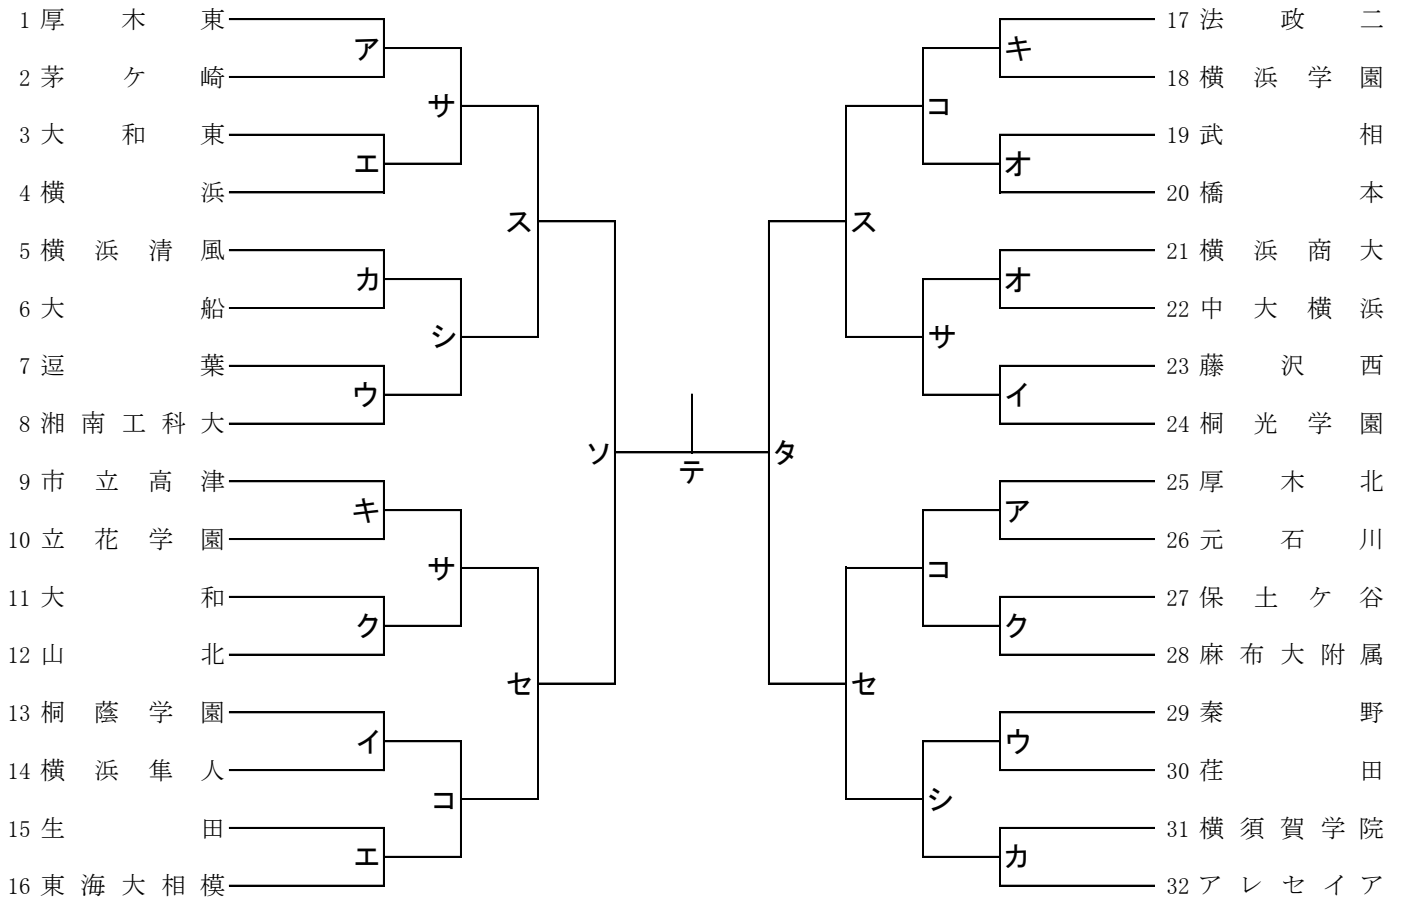 1 厚木東
ア
2 茅ケ崎
サ
3 大和東
エ
4 横浜
ス
5 横浜清風
カ
6 大船
シ
7 逗葉
ウ
8 湘南工科大
ソ
9 市立高津
キ
10 立花学園
サ
11 大和
ク
12 山北
セ
13 桐蔭学園
イ
14 横浜隼人
コ
15 生田
エ
16 東海大相模
テ
17 法政二
キ
18 横浜学園
コ
19 武相
オ
20 橋本
ス
21 横浜商大
オ
22 中大横浜
サ
23 藤沢西
イ
24 桐光学園
タ
25 厚木北
ア
26 元石川
コ
27 保土ケ谷
ク
28 麻布大附属
セ
29 秦野
ウ
30 荏田
シ
31 横須賀学院
カ
32 アレセイア